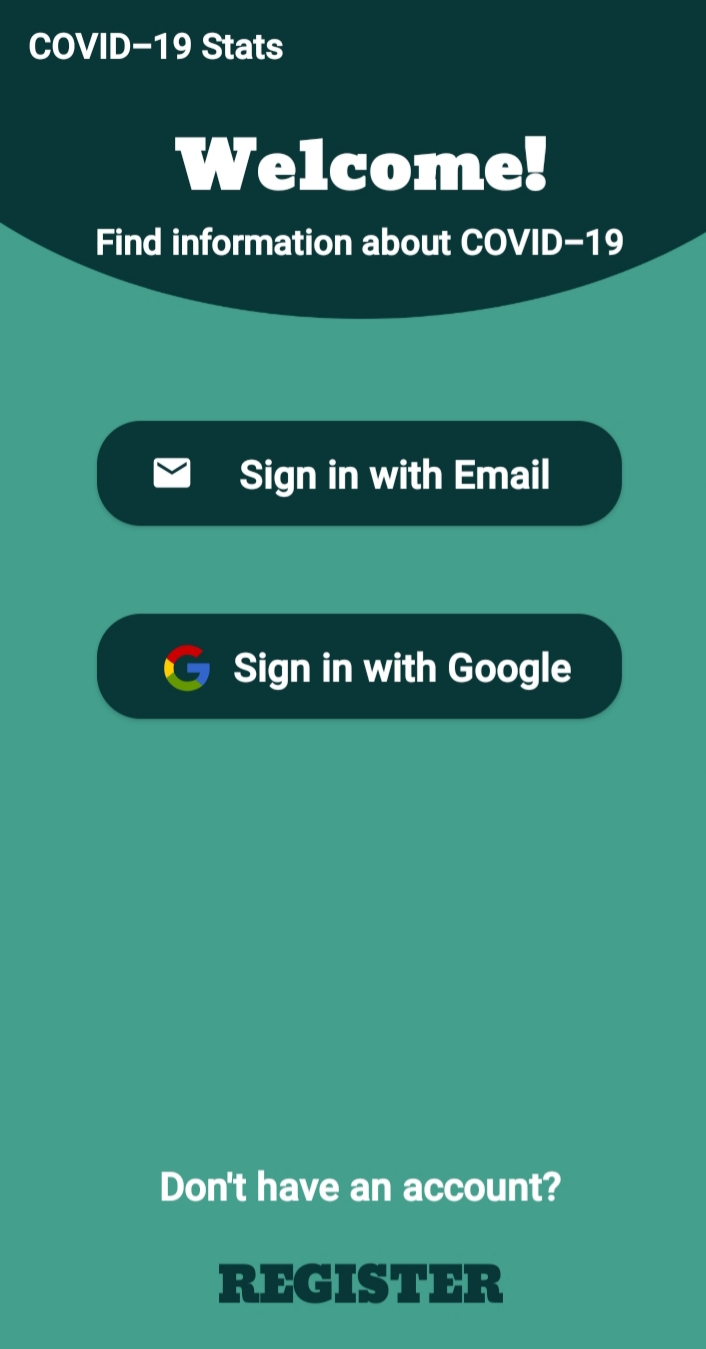 COVID–19 Stats
Welcome!
Find information about COVID–19
Sign in with Email
Sign in with Google
Don't have an account?
REGISTER